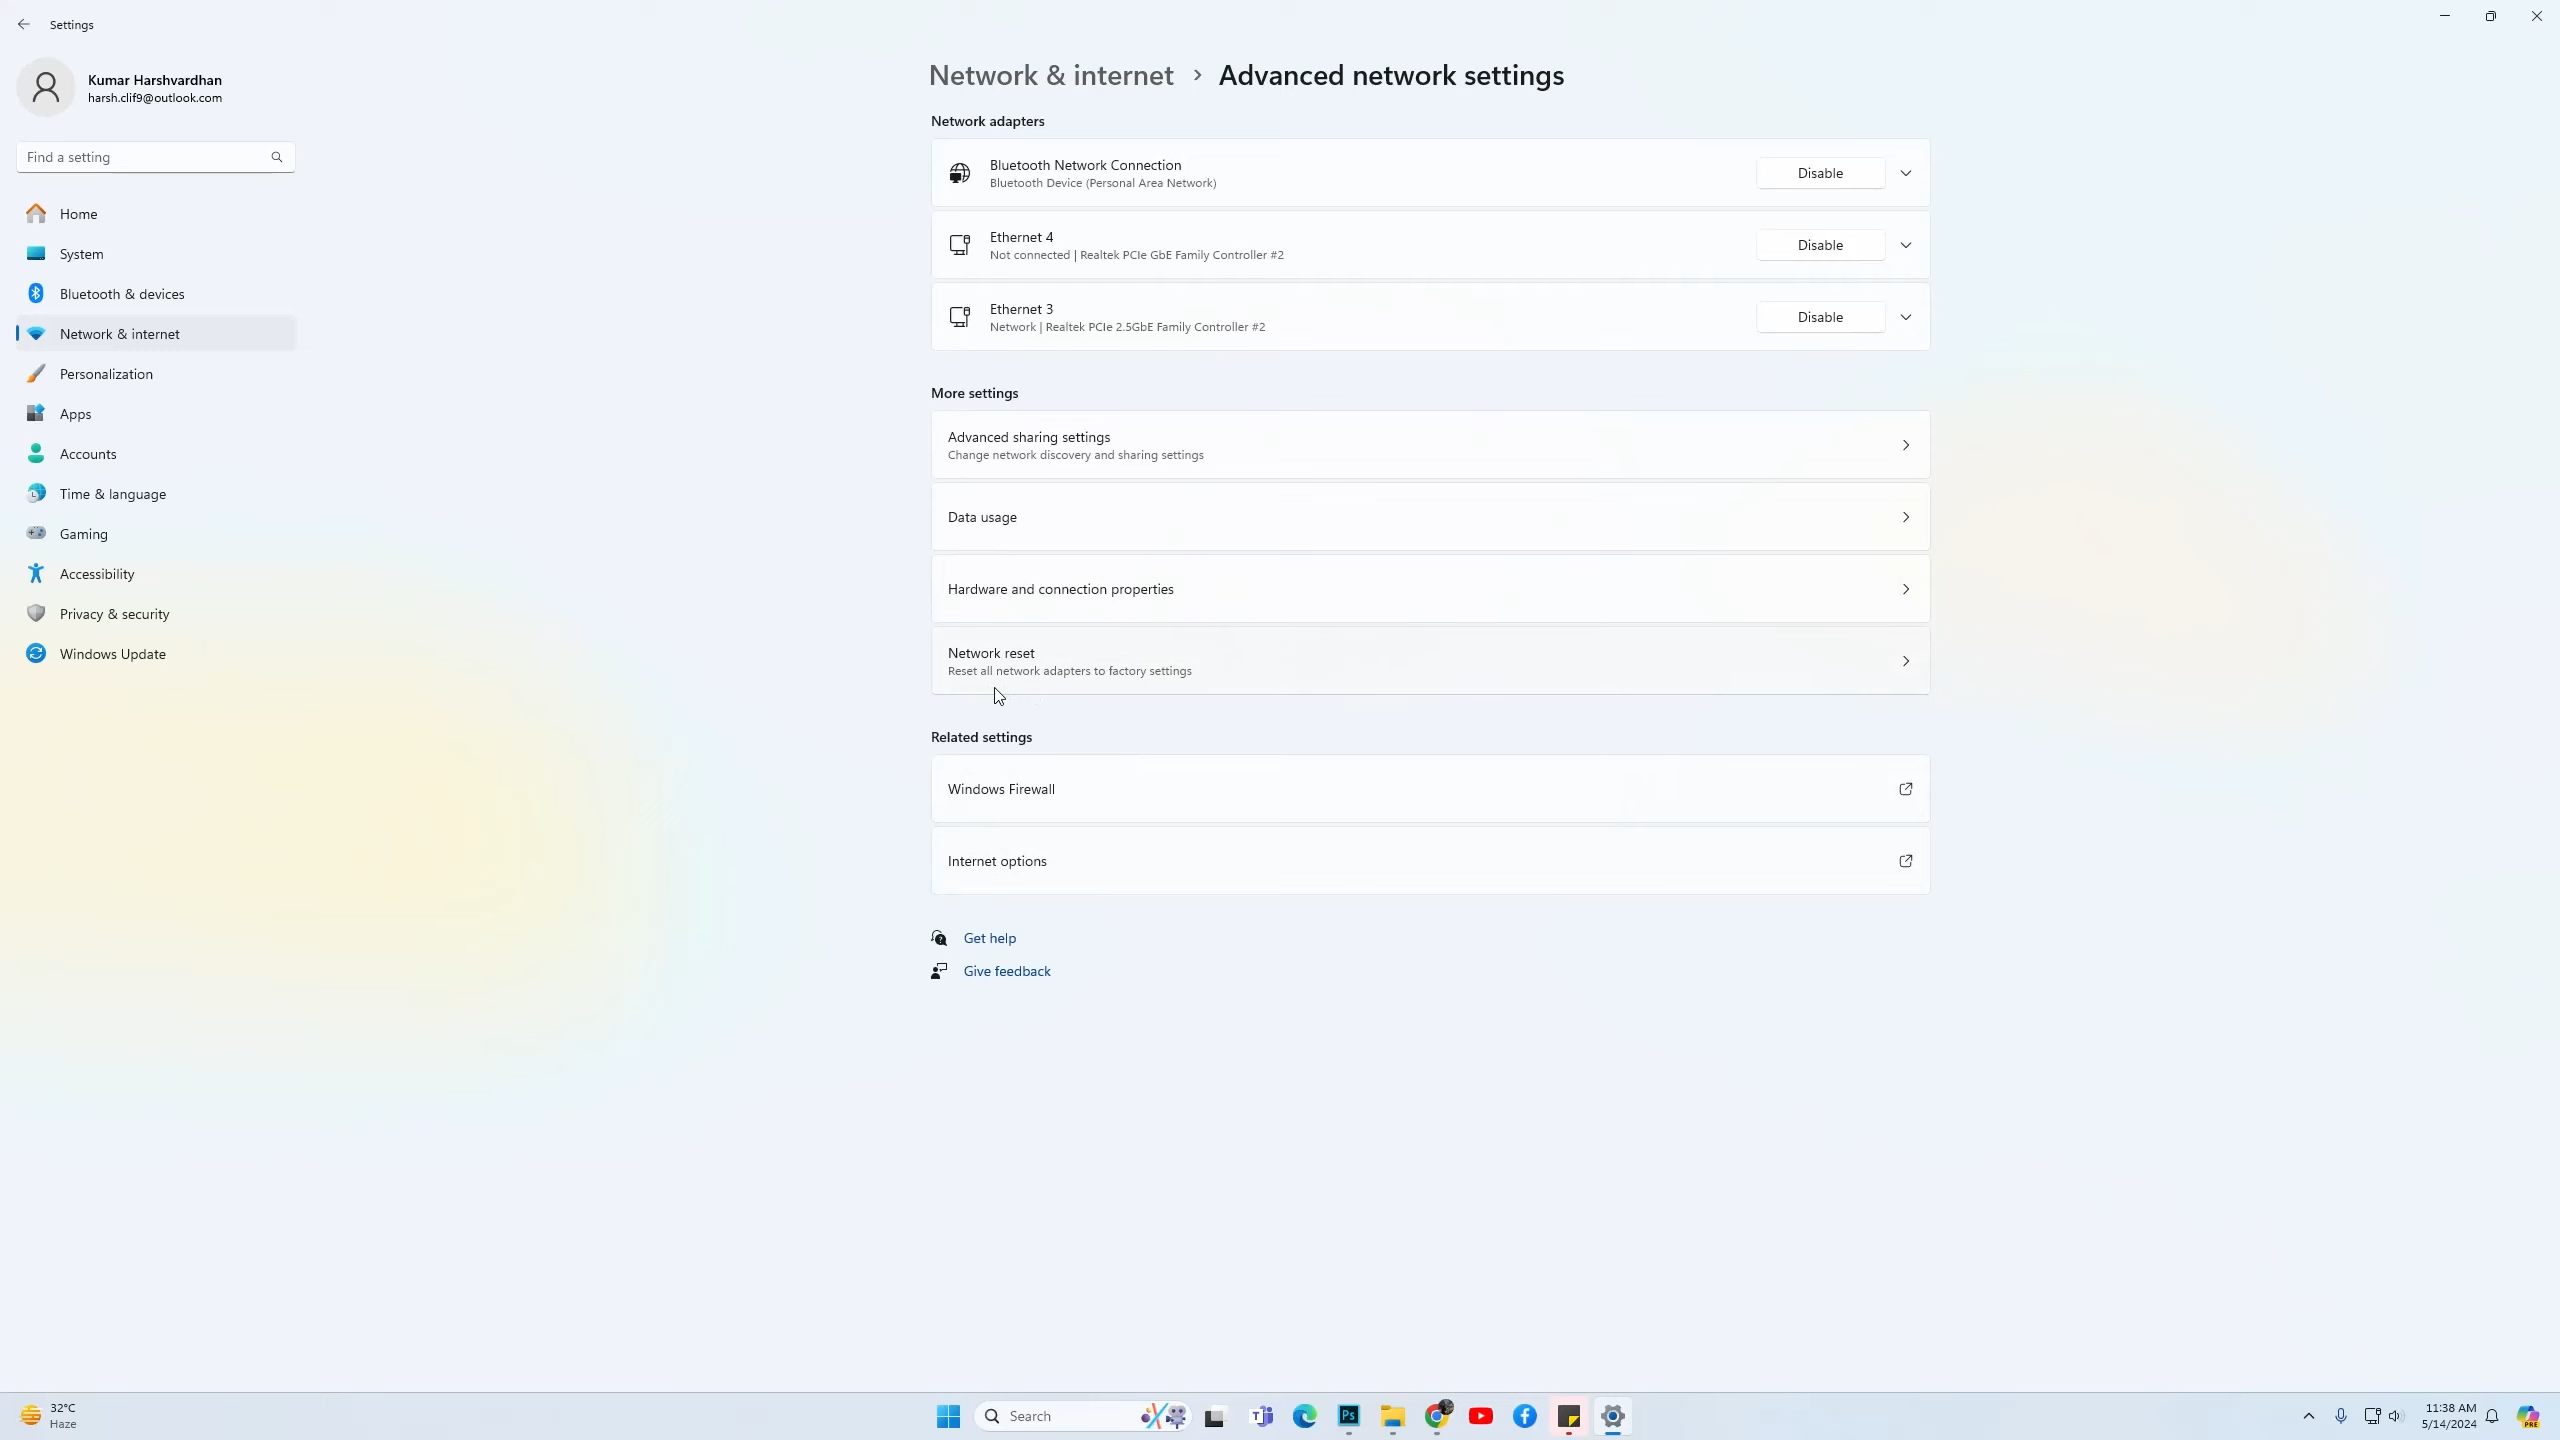 Settings
Kumar Harshvardhan
harsh.clif9@outlook.com
Find a setting
Home
System
Bluetooth & devices
Network & internet
Personalization
Apps
Accounts
Time & language
Gaming
Accessibility
Privacy & security
Windows Update
Network & internet > Advanced network settings
Network adapters
Bluetooth Network Connection
Bluetooth Device (Personal Area Network)
Disable
Ethernet 4
Not connected | Realtek PCIe GbE Family Controller #2
Disable
Ethernet 3
Network | Realtek PCIe 2.5GbE Family Controller #2
Disable
More settings
Advanced sharing settings
Change network discovery and sharing settings
Data usage
Hardware and connection properties
Network reset
Reset all network adapters to factory settings
Related settings
Windows Firewall
Internet options
Get help
Give feedback
32°C
Haze
Search
Ps
11:38 AM
5/14/2024
PRE